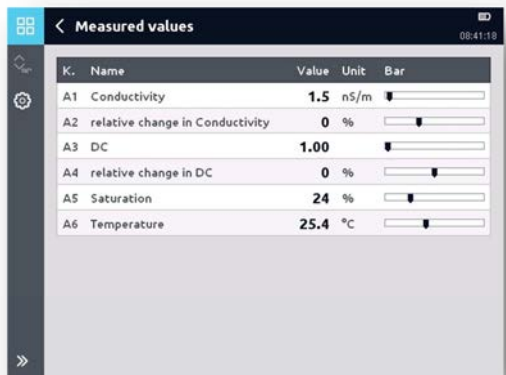 Measured values
08:41:18
K. Name Value Unit Bar
A1 Conductivity 1.5 nS/m
A2 relative change in Conductivity 0 %
A3 DC 1.00
A4 relative change in DC 0 %
A5 Saturation 24 %
A6 Temperature 25.4 °C